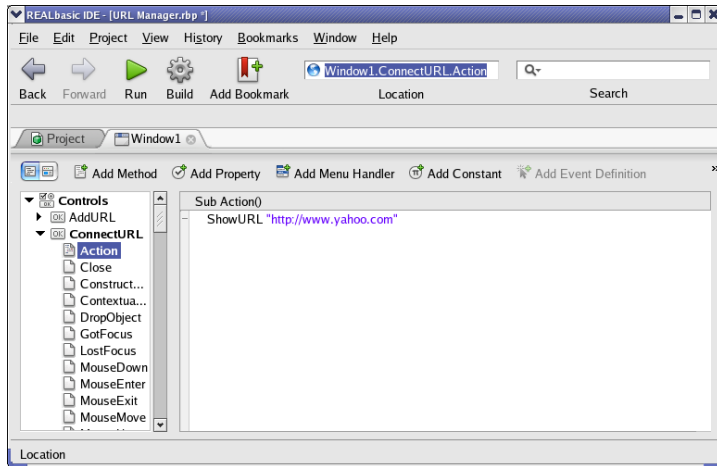 REALbasic IDE - [URL Manager.rbp *]
File Edit Project View History Bookmarks Window Help
Back Forward Run Build Add Bookmark Window1.ConnectURL.Action Location Search
Project Window1
Add Method Add Property Add Menu Handler Add Constant Add Event Definition »
Controls
AddURL
ConnectURL
Action
Close
Construct...
Contextua...
DropObject
GotFocus
LostFocus
MouseDown
MouseEnter
MouseExit
MouseMove
Sub Action()
ShowURL "http://www.yahoo.com"
Location